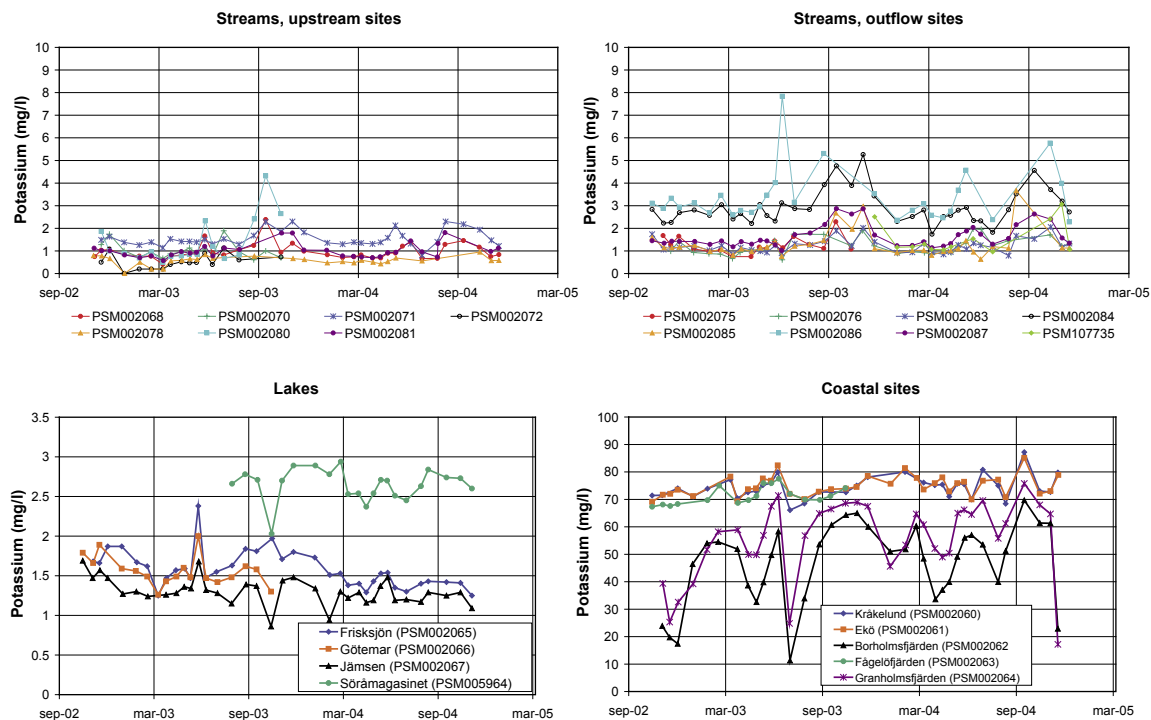 Streams, upstream sites
Potassium (mg/l)
10
9
8
7
6
5
4
3
2
1
0
sep-02 mar-03 sep-03 mar-04 sep-04 mar-05
PSM002068 PSM002070 PSM002071 PSM002072
PSM002078 PSM002080 PSM002081
Streams, outflow sites
Potassium (mg/l)
10
9
8
7
6
5
4
3
2
1
0
sep-02 mar-03 sep-03 mar-04 sep-04 mar-05
PSM002075 PSM002076 PSM002083 PSM002084
PSM002085 PSM002086 PSM002087 PSM107735
Lakes
Potassium (mg/l)
3.5
3
2.5
2
1.5
1
0.5
0
sep-02 mar-03 sep-03 mar-04 sep-04 mar-05
Frisksjön (PSM002065)
Götemar (PSM002066)
Jämsen (PSM002067)
Söråmagasinet (PSM005964)
Coastal sites
Potassium (mg/l)
100
90
80
70
60
50
40
30
20
10
0
sep-02 mar-03 sep-03 mar-04 sep-04 mar-05
Kråkelund (PSM002060)
Ekö (PSM002061)
Borholmsfjärden (PSM002062
Fågelöfjärden (PSM002063)
Granholmsfjärden (PSM002064)